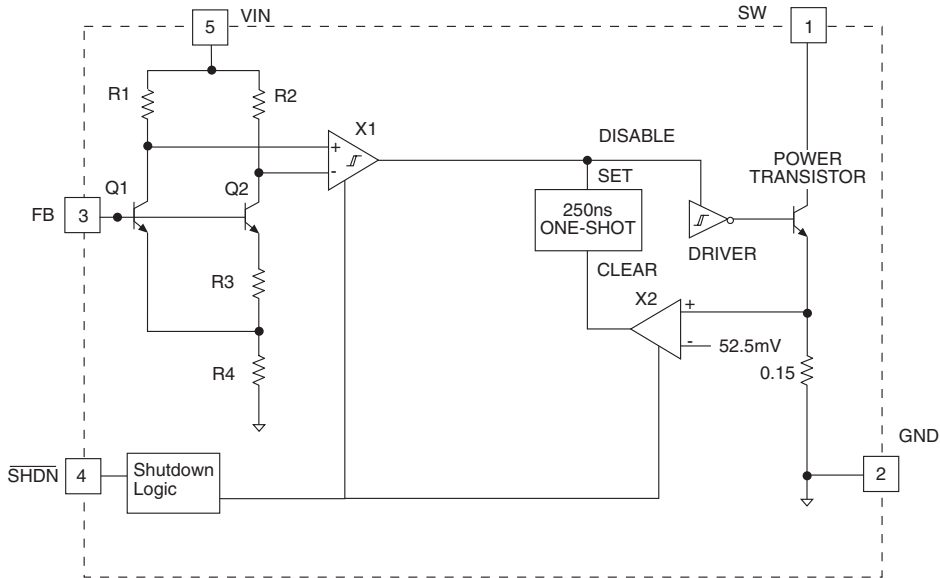 VIN
5
SW
1
R1
R2
X1
DISABLE
SET
POWER
TRANSISTOR
+
-
Q1
Q2
FB
3
250ns
ONE-SHOT
DRIVER
CLEAR
R3
X2
+
-
52.5mV
R4
0.15
GND
2
SHDN
4
Shutdown
Logic